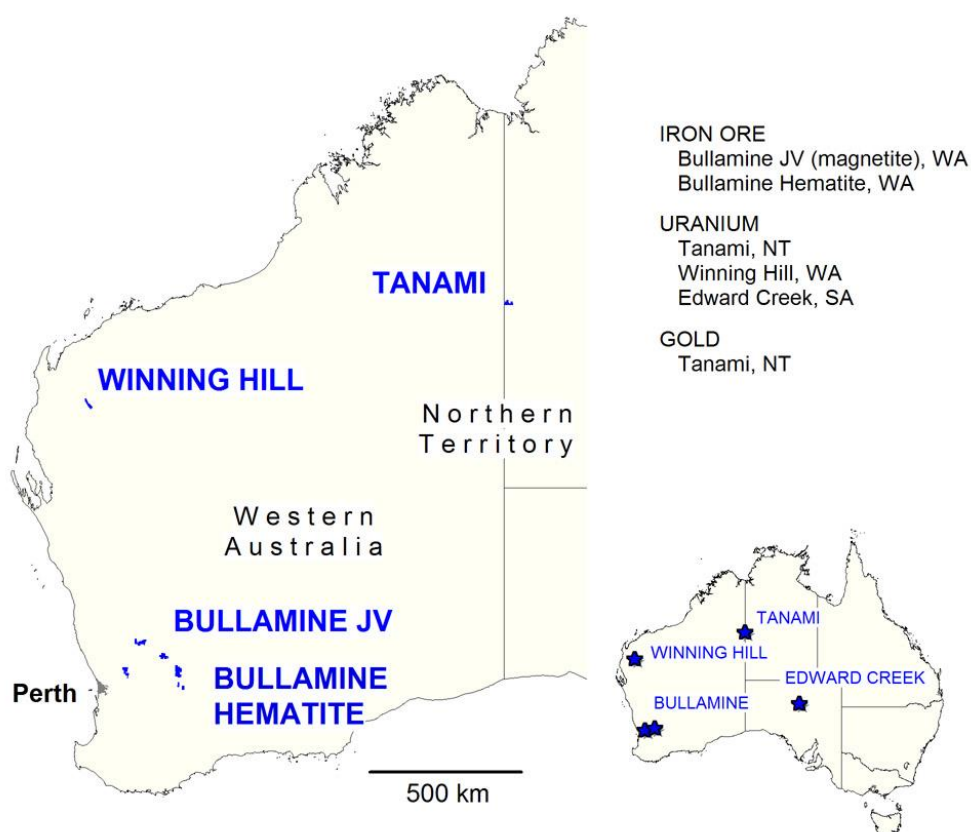 IRON ORE
Bullamine JV (magnetite), WA
Bullamine Hematite, WA
URANIUM
Tanami, NT
Winning Hill, WA
Edward Creek, SA
GOLD
Tanami, NT
TANAMI
WINNING HILL
Northern
Territory
Western
Australia
BULLAMINE JV
BULLAMINE
HEMATITE
Perth
500 km
TANAMI
WINNING HILL
EDWARD CREEK
BULLAMINE